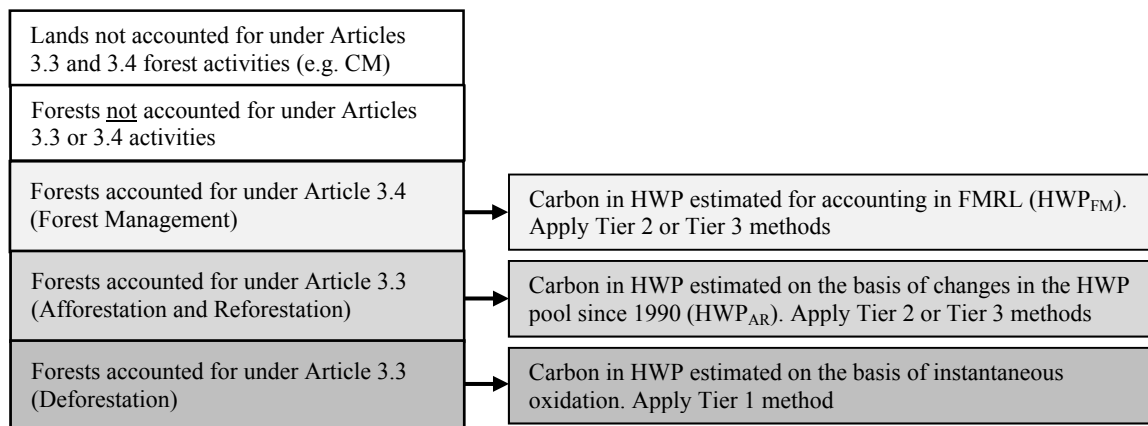 Lands not accounted for under Articles
3.3 and 3.4 forest activities (e.g. CM)
Forests not accounted for under Articles
3.3 or 3.4 activities
Forests accounted for under Article 3.4
(Forest Management)
Carbon in HWP estimated for accounting in FMRL (HWPFM).
Apply Tier 2 or Tier 3 methods
Forests accounted for under Article 3.3
(Afforestation and Reforestation)
Carbon in HWP estimated on the basis of changes in the HWP
pool since 1990 (HWPAR). Apply Tier 2 or Tier 3 methods
Forests accounted for under Article 3.3
(Deforestation)
Carbon in HWP estimated on the basis of instantaneous
oxidation. Apply Tier 1 method